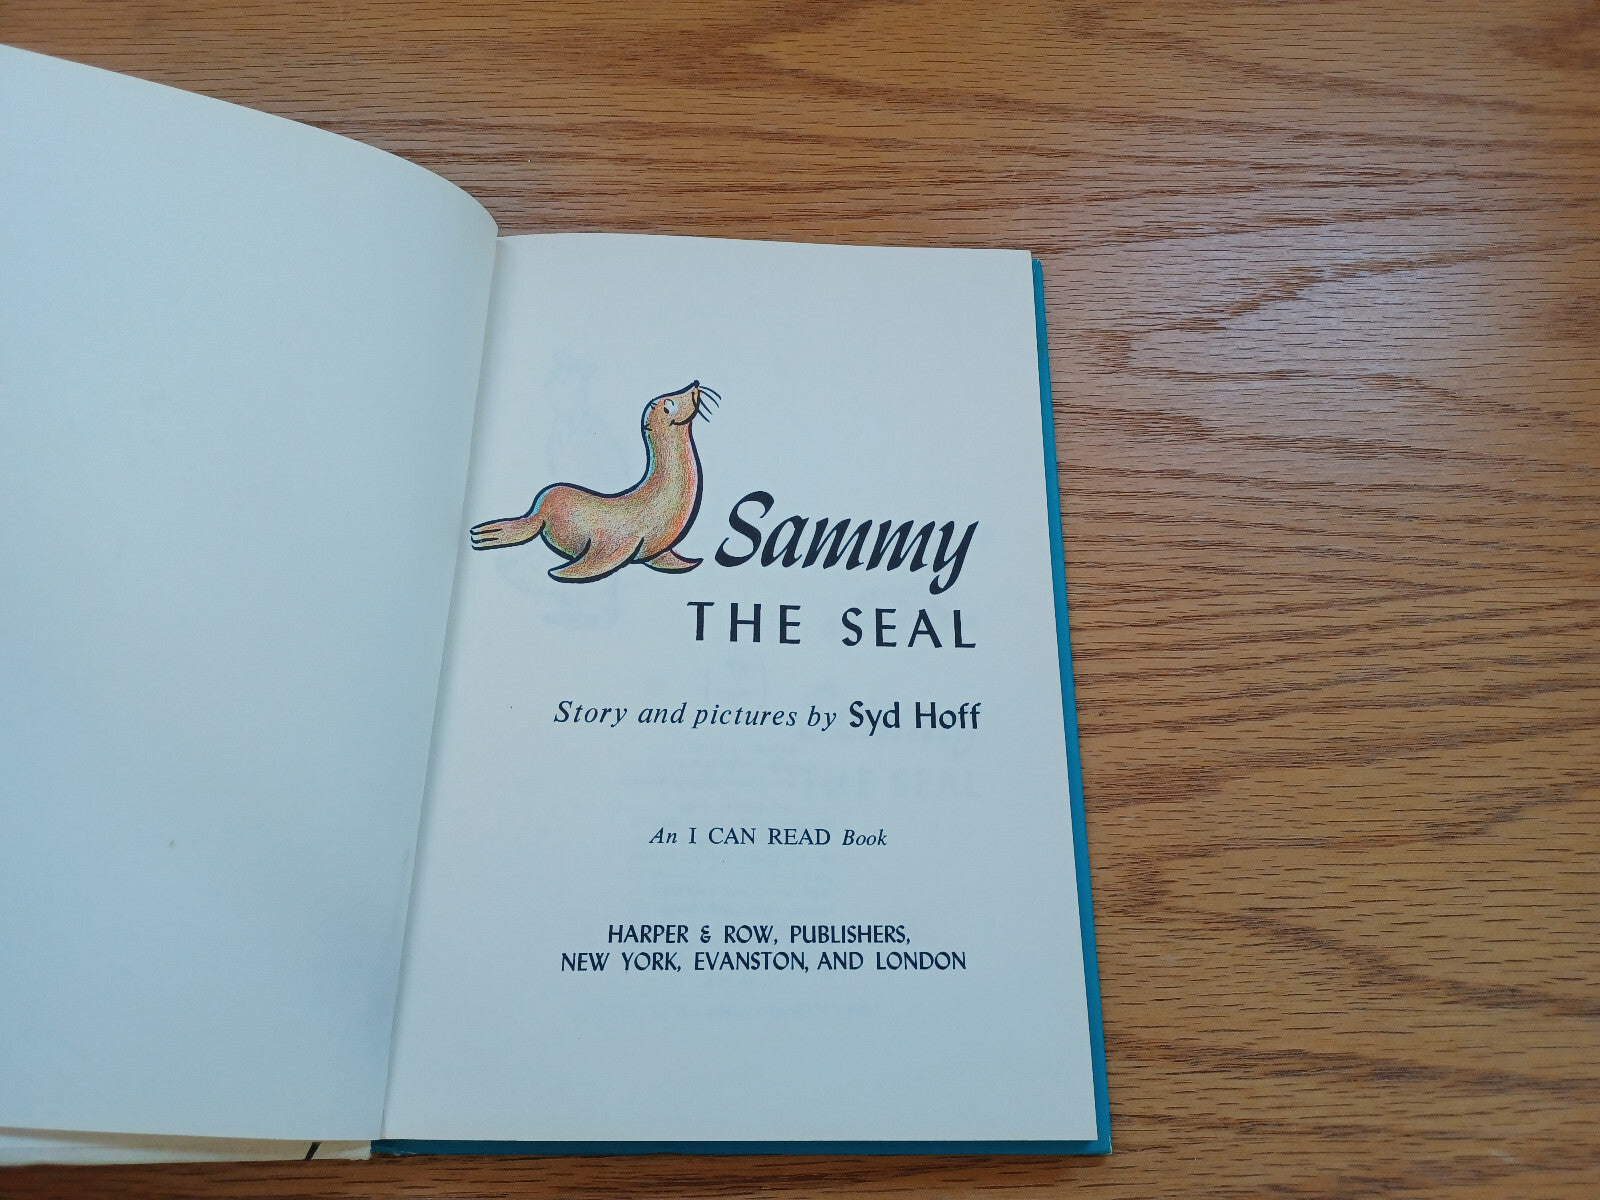 Sammy
THE SEAL
Story and pictures by Syd Hoff
An I CAN READ Book
HARPER & ROW, PUBLISHERS,
NEW YORK, EVANSTON, AND LONDON